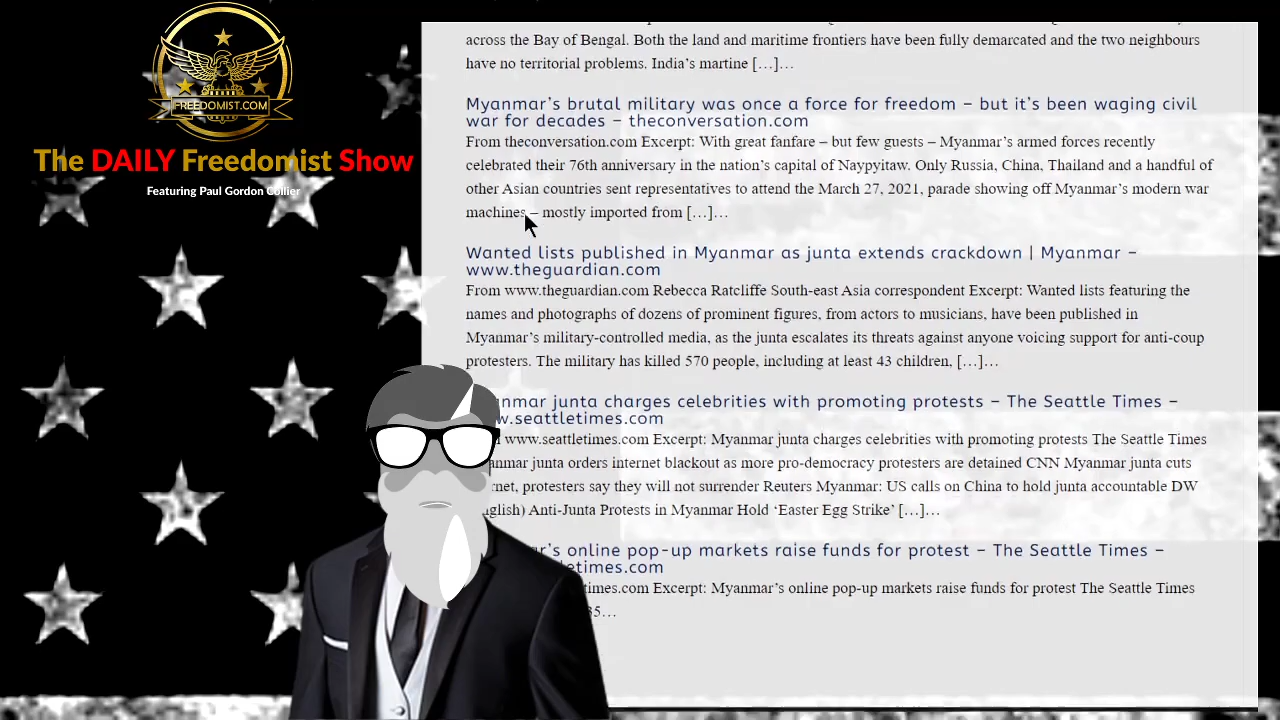 FREEDOMIST.COM
The DAILY Freedomist Show
Featuring Paul Gordon Collier
across the Bay of Bengal. Both the land and maritime frontiers have been fully demarcated and the two neighbours
have no territorial problems. India’s martine […]…
Myanmar’s brutal military was once a force for freedom – but it’s been waging civil
war for decades – theconversation.com
From theconversation.com Excerpt: With great fanfare – but few guests – Myanmar’s armed forces recently
celebrated their 76th anniversary in the nation’s capital of Naypyitaw. Only Russia, China, Thailand and a handful of
other Asian countries sent representatives to attend the March 27, 2021, parade showing off Myanmar’s modern war
machines – mostly imported from […]…
Wanted lists published in Myanmar as junta extends crackdown | Myanmar –
www.theguardian.com
From www.theguardian.com Rebecca Ratcliffe South-east Asia correspondent Excerpt: Wanted lists featuring the
names and photographs of dozens of prominent figures, from actors to musicians, have been published in
Myanmar’s military-controlled media, as the junta escalates its threats against anyone voicing support for anti-coup
protesters. The military has killed 570 people, including at least 43 children, […]…
nmar junta charges celebrities with promoting protests – The Seattle Times –
w.seattletimes.com
www.seattletimes.com Excerpt: Myanmar junta charges celebrities with promoting protests The Seattle Times
anmar junta orders internet blackout as more pro-democracy protesters are detained CNN Myanmar junta cuts
rnet, protesters say they will not surrender Reuters Myanmar: US calls on China to hold junta accountable DW
glish) Anti-Junta Protests in Myanmar Hold ‘Easter Egg Strike’ […]…
ar’s online pop-up markets raise funds for protest – The Seattle Times –
letimes.com
times.com Excerpt: Myanmar’s online pop-up markets raise funds for protest The Seattle Times
35…